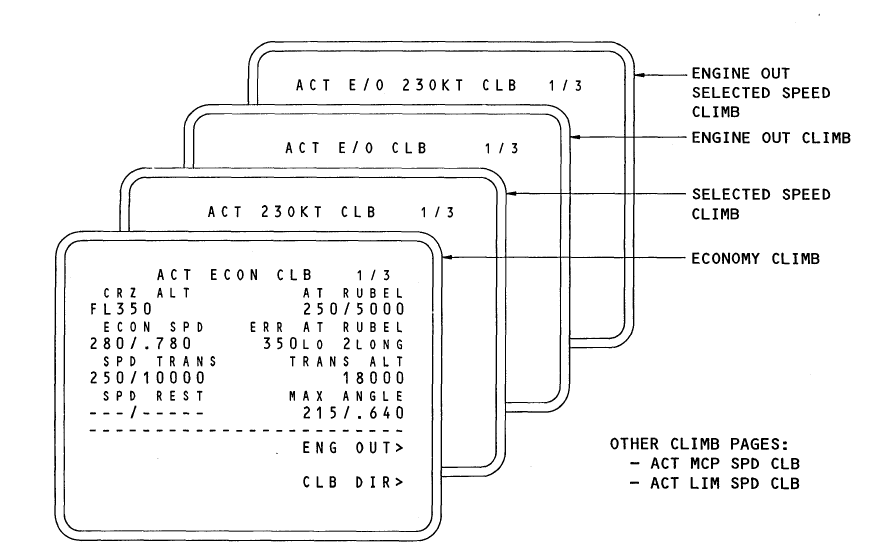 ACT E/O 230KT CLB 1/3
ENGINE OUT
SELECTED SPEED
CLIMB
ACT E/O CLB 1/3
ENGINE OUT CLIMB
ACT 230KT CLB 1/3
SELECTED SPEED
CLIMB
ECONOMY CLIMB
ACT ECON CLB 1/3
CRZ ALT AT RUBEL
FL350 250/5000
ECON SPD ERR AT RUBEL
280/.780 350LO 2LONG
SPD TRANS TRANS ALT
250/10000 18000
SPD REST MAX ANGLE
---/----- 215/.640
------------------------
ENG OUT>
CLB DIR>
OTHER CLIMB PAGES:
- ACT MCP SPD CLB
- ACT LIM SPD CLB